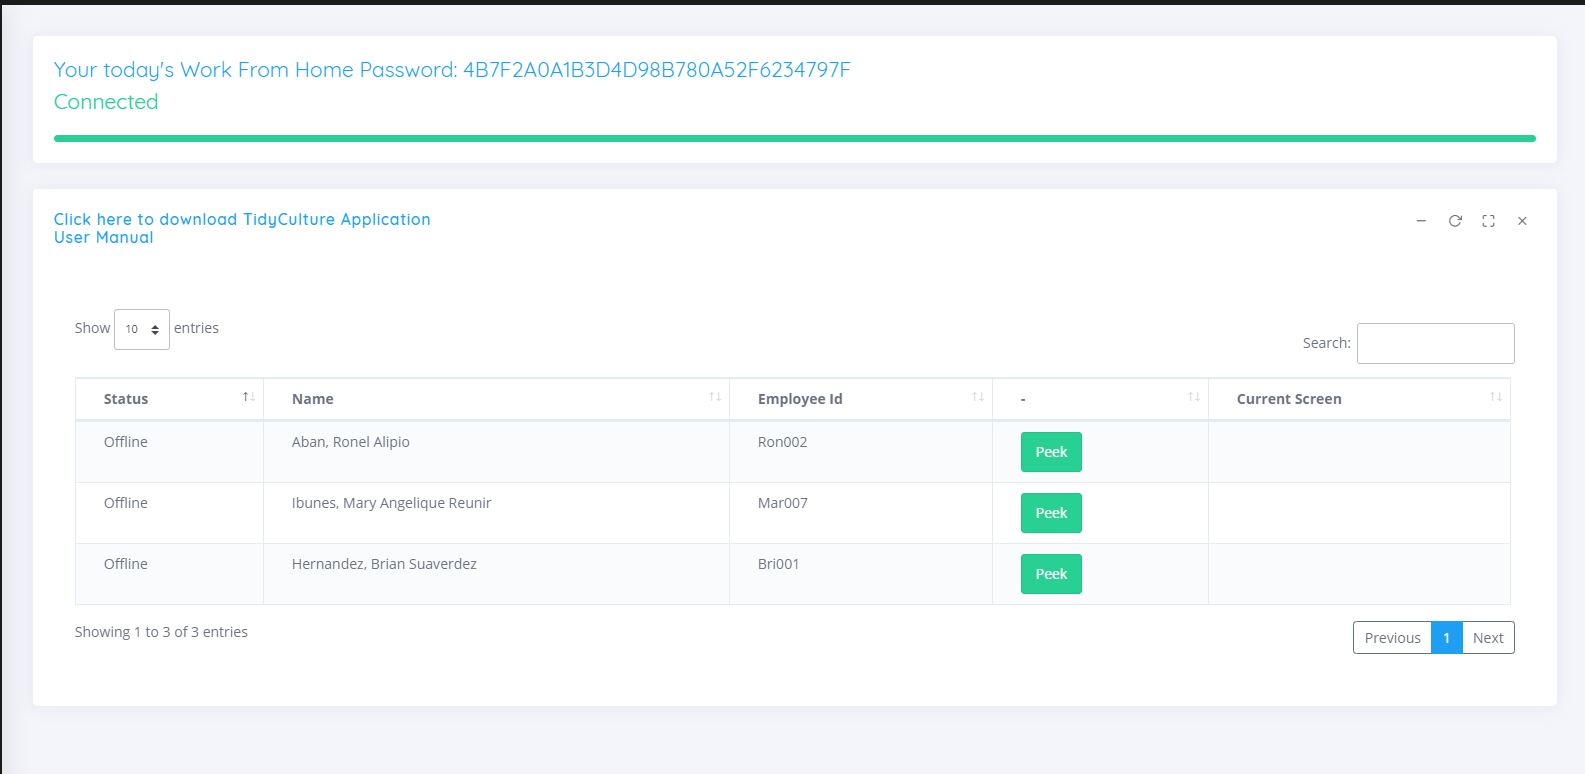 Your today's Work From Home Password: 4B7F2A0A1B3D4D98B780A52F6234797F
Connected
Click here to download TidyCulture Application
User Manual
Show 10 entries
Search:
Status Name Employee Id - Current Screen
Offline Aban, Ronel Alipio Ron002 Peek
Offline Ibunes, Mary Angelique Reunir Mar007 Peek
Offline Hernandez, Brian Suaverdez Bri001 Peek
Showing 1 to 3 of 3 entries
Previous 1 Next